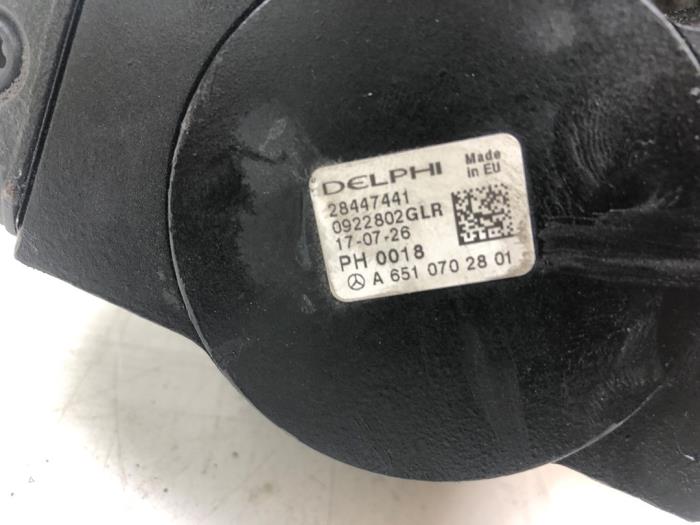 DELPHI
Made
in EU
28447441
0922802GLR
17-07-26
PH 0018
A 651 070 28 01